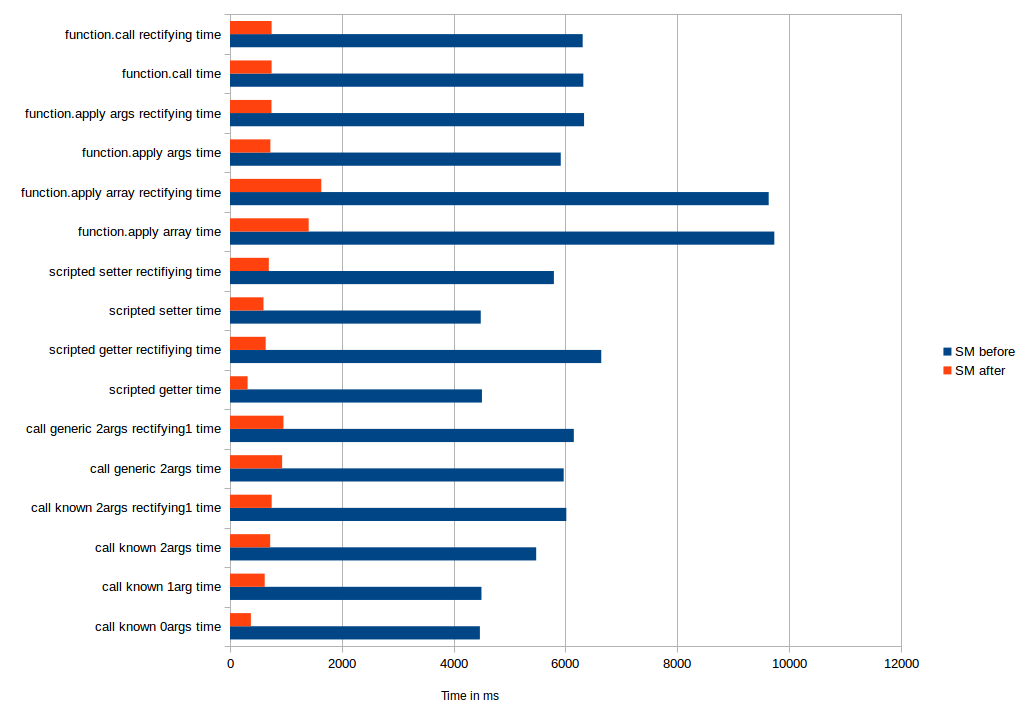 function.call rectifying time
function.call time
function.apply args rectifying time
function.apply args time
function.apply array rectifying time
function.apply array time
scripted setter rectifiying time
scripted setter time
scripted getter rectifiying time
scripted getter time
call generic 2args rectifying1 time
call generic 2args time
call known 2args rectifying1 time
call known 2args time
call known 1arg time
call known 0args time
SM before
SM after
0 2000 4000 6000 8000 10000 12000
Time in ms